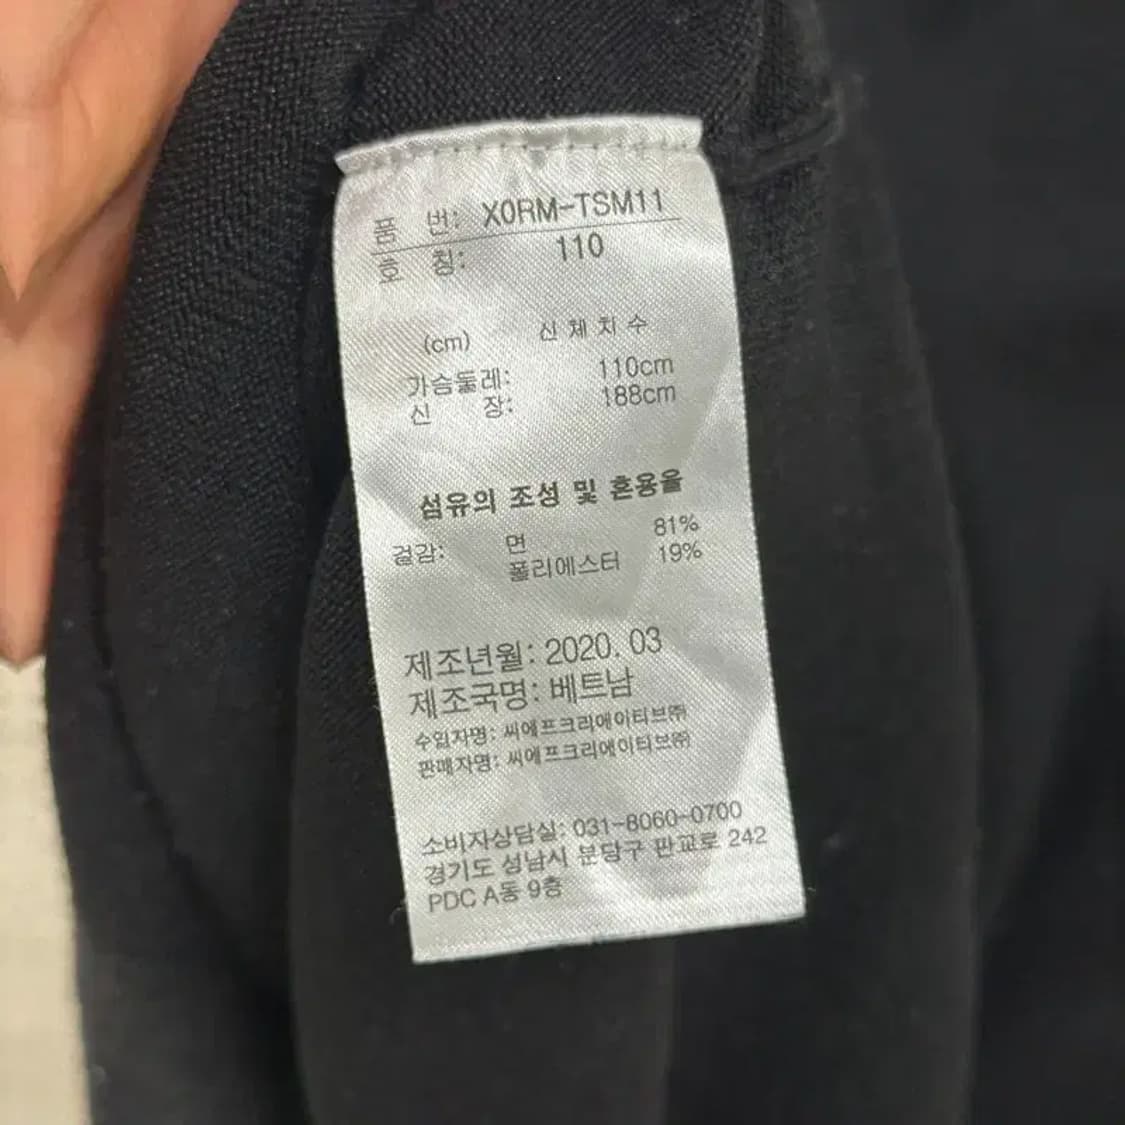 품 번: X0RM-TSM11
호 칭: 110
(cm) 신체치수
가슴둘레: 110cm
신 장: 188cm
섬유의 조성 및 혼용율
겉감: 면 81%
폴리에스터 19%
제조년월: 2020. 03
제조국명: 베트남
수입자명: 씨에프크리에이티브㈜
판매자명: 씨에프크리에이티브㈜
소비자상담실: 031-8060-0700
경기도 성남시 분당구 판교로 242
PDC A동 9층